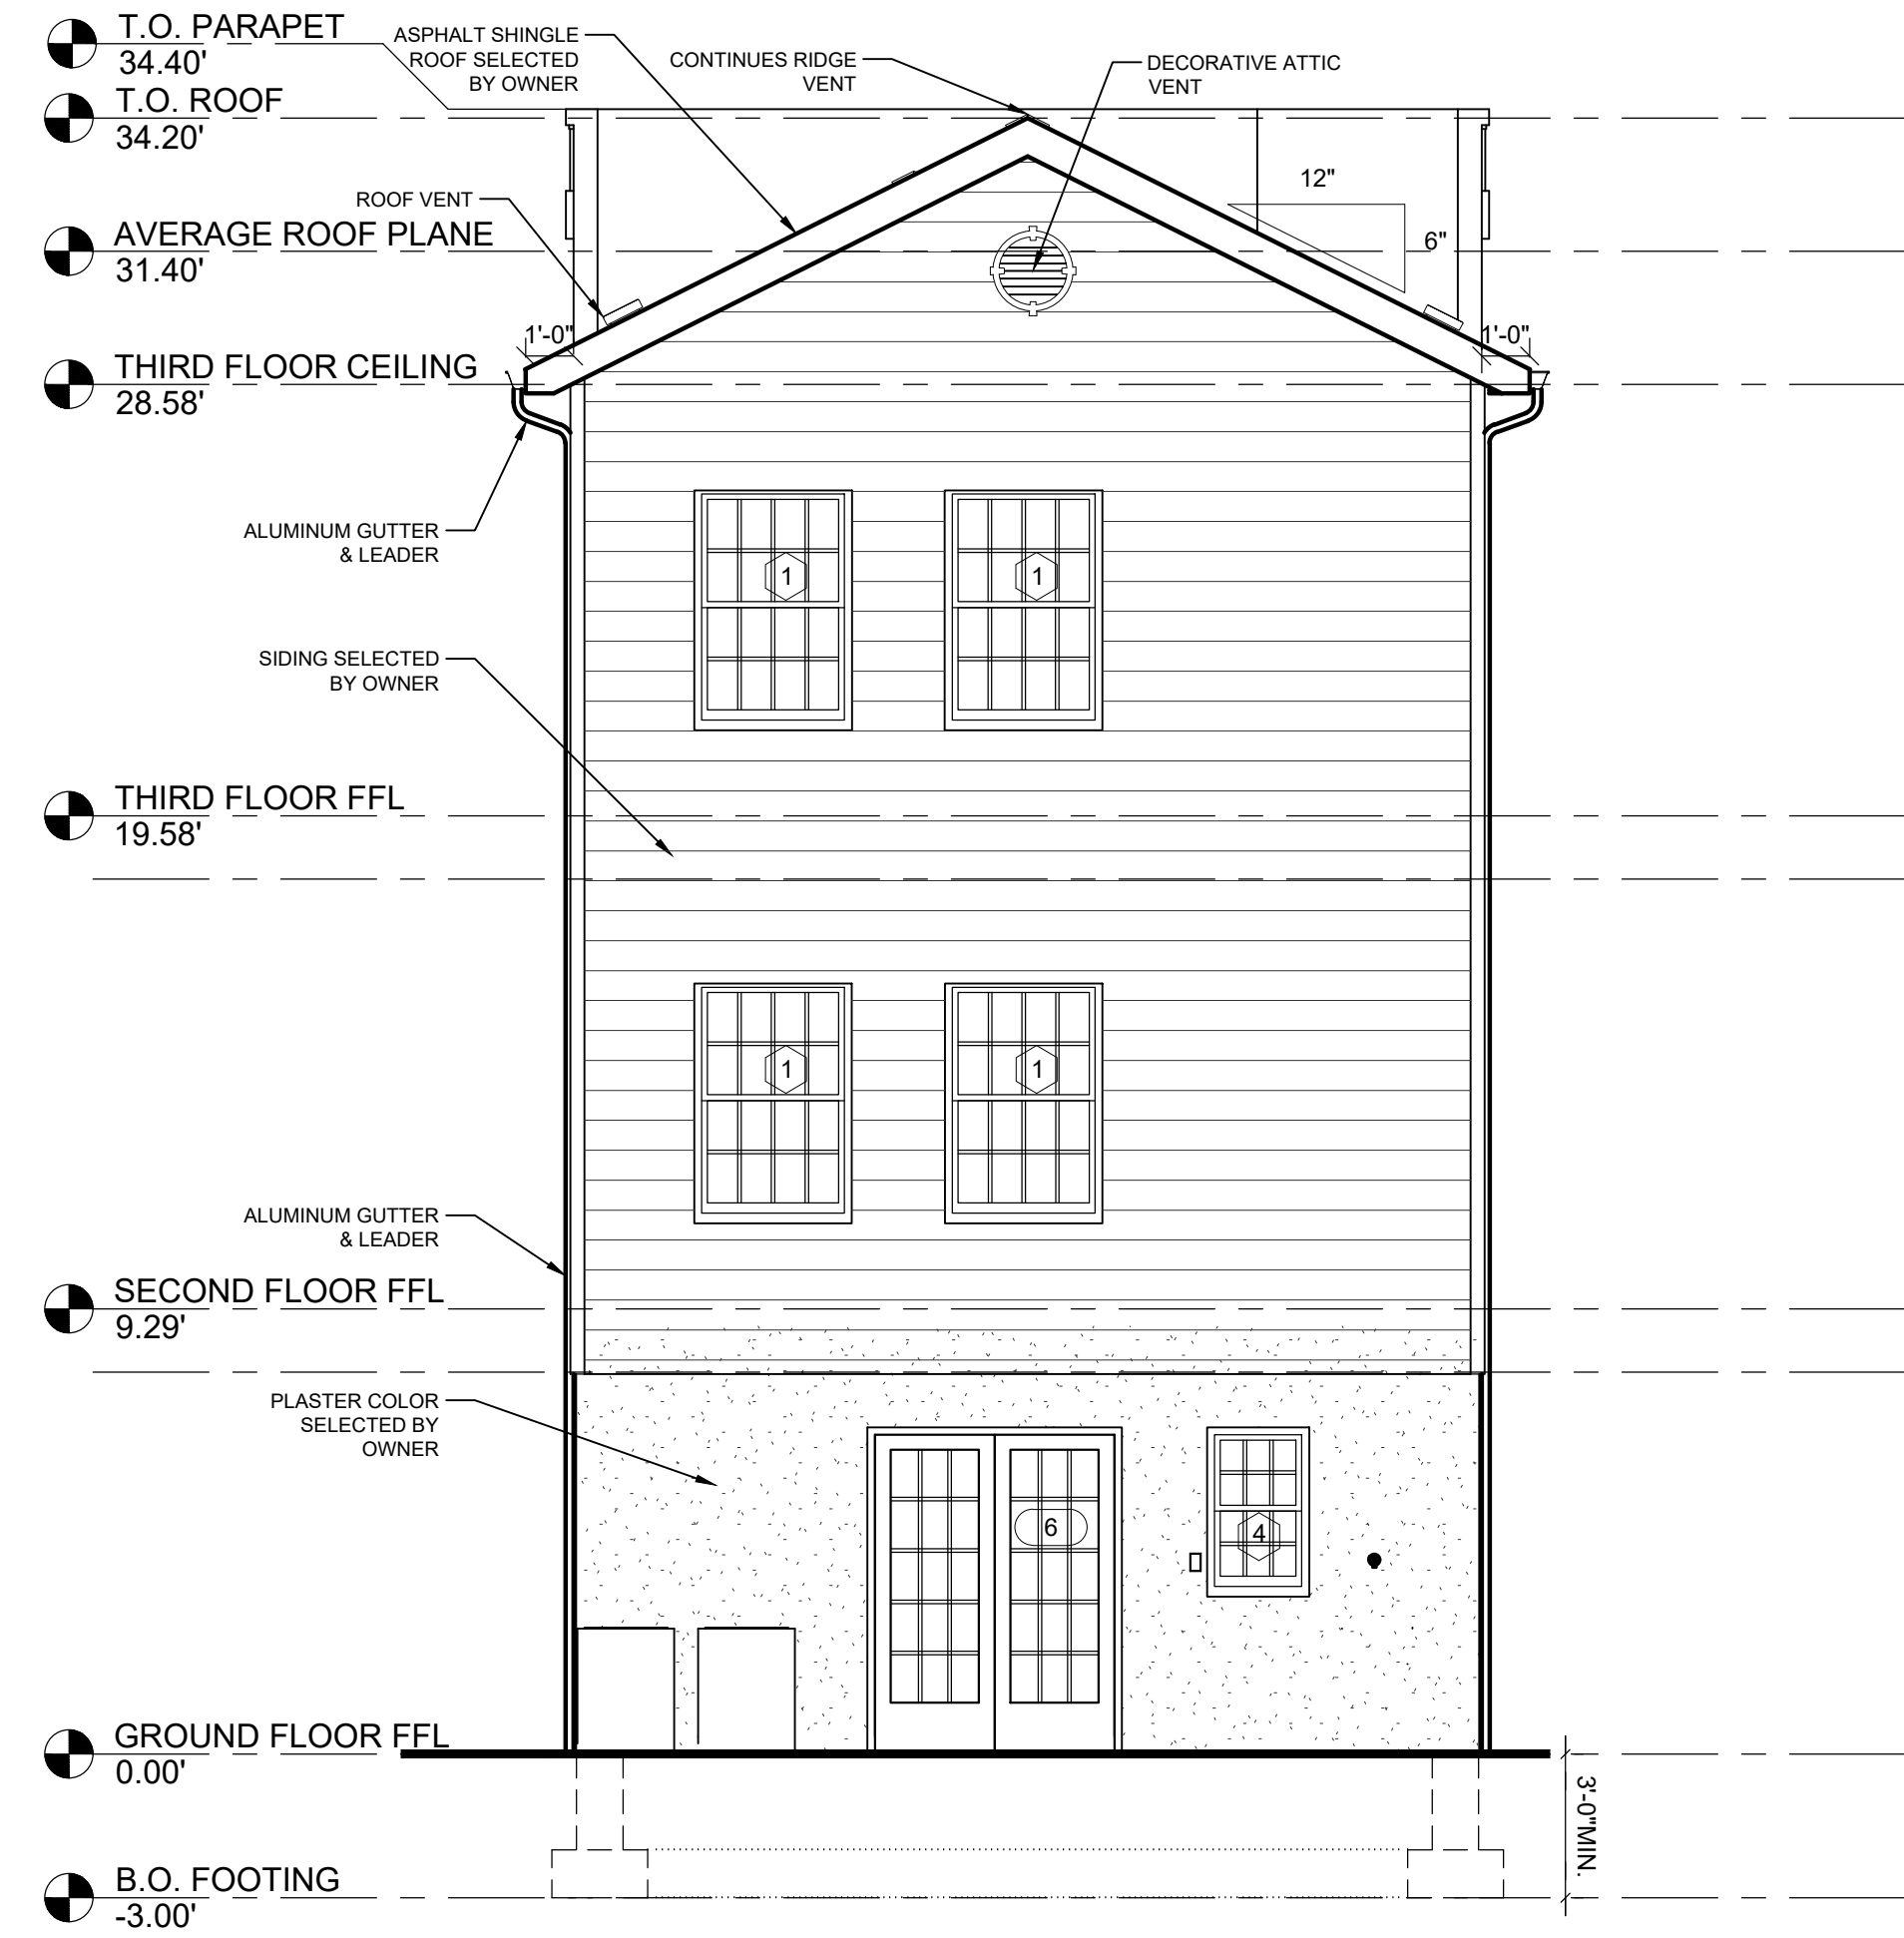 T.O. PARAPET
34.40'
ASPHALT SHINGLE
ROOF SELECTED
BY OWNER
CONTINUES RIDGE
VENT
DECORATIVE ATTIC
VENT
T.O. ROOF
34.20'
12"
6"
ROOF VENT
AVERAGE ROOF PLANE
31.40'
1'-0"
1'-0"
THIRD FLOOR CEILING
28.58'
ALUMINUM GUTTER
& LEADER
1
1
SIDING SELECTED
BY OWNER
THIRD FLOOR FFL
19.58'
1
1
ALUMINUM GUTTER
& LEADER
SECOND FLOOR FFL
9.29'
PLASTER COLOR
SELECTED BY
OWNER
6
4
GROUND FLOOR FFL
0.00'
3'-0"MIN.
B.O. FOOTING
-3.00'